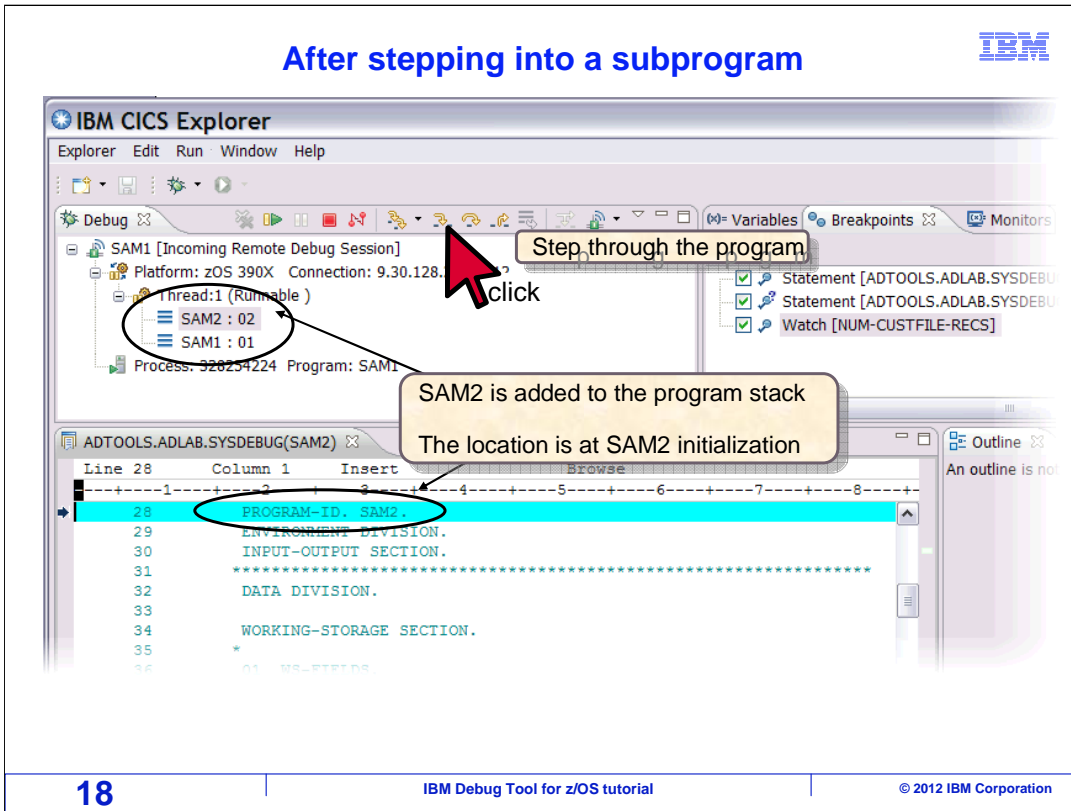 After stepping into a subprogram
IBM
IBM CICS Explorer
Explorer Edit Run Window Help
Debug
(x)= Variables Breakpoints Monitors
SAM1 [Incoming Remote Debug Session]
Step through the program
Platform: zOS 390X Connection: 9.30.128.
click
Thread:1 (Runnable )
Statement [ADTOOLS.ADLAB.SYSDEBU
SAM2 : 02
Statement [ADTOOLS.ADLAB.SYSDEBU
SAM1 : 01
Watch [NUM-CUSTFILE-RECS]
Process: 328254224 Program: SAM1
SAM2 is added to the program stack
The location is at SAM2 initialization
ADTOOLS.ADLAB.SYSDEBUG(SAM2)
Outline
Line 28 Column 1 Insert Browse
An outline is no
----+----1----+----2----+----3----+----4----+----5----+----6----+----7----+----8----+-
28 PROGRAM-ID. SAM2.
29 ENVIRONMENT DIVISION.
30 INPUT-OUTPUT SECTION.
31 *****************************************************************
32 DATA DIVISION.
33
34 WORKING-STORAGE SECTION.
35 *
36 01 WS-FIELDS.
18
IBM Debug Tool for z/OS tutorial
© 2012 IBM Corporation